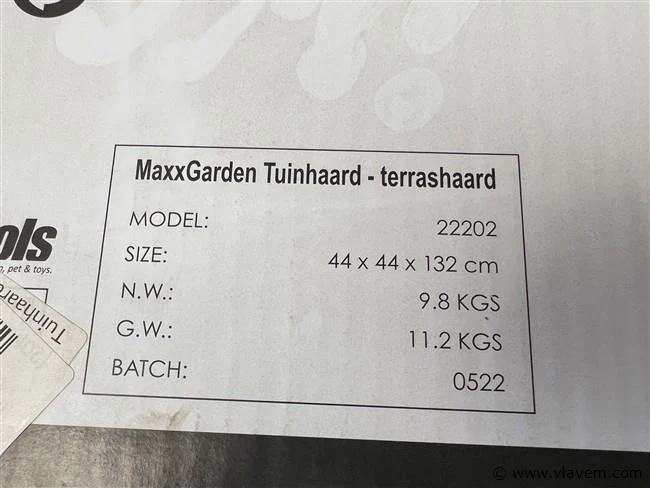 MaxxGarden Tuinhaard - terrashaard
MODEL: 22202
SIZE: 44 x 44 x 132 cm
N.W.: 9.8 KGS
G.W.: 11.2 KGS
BATCH: 0522
ols
, pet & toys.
Tuinhaard
© www.vlavem.com